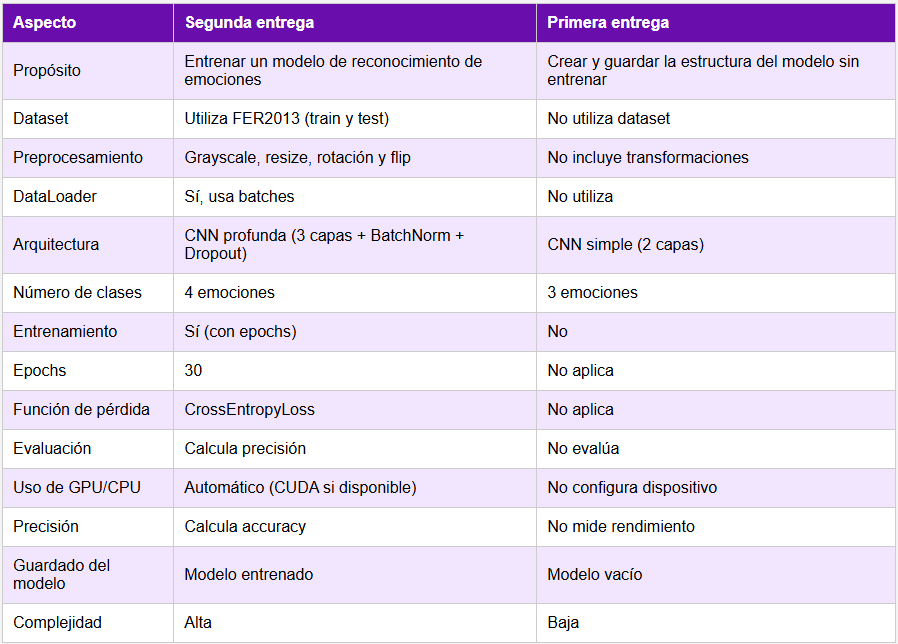 Aspecto Segunda entrega Primera entrega
Propósito Entrenar un modelo de reconocimiento de emociones Crear y guardar la estructura del modelo sin entrenar
Dataset Utiliza FER2013 (train y test) No utiliza dataset
Preprocesamiento Grayscale, resize, rotación y flip No incluye transformaciones
DataLoader Sí, usa batches No utiliza
Arquitectura CNN profunda (3 capas + BatchNorm + Dropout) CNN simple (2 capas)
Número de clases 4 emociones 3 emociones
Entrenamiento Sí (con epochs) No
Epochs 30 No aplica
Función de pérdida CrossEntropyLoss No aplica
Evaluación Calcula precisión No evalúa
Uso de GPU/CPU Automático (CUDA si disponible) No configura dispositivo
Precisión Calcula accuracy No mide rendimiento
Guardado del modelo Modelo entrenado Modelo vacío
Complejidad Alta Baja